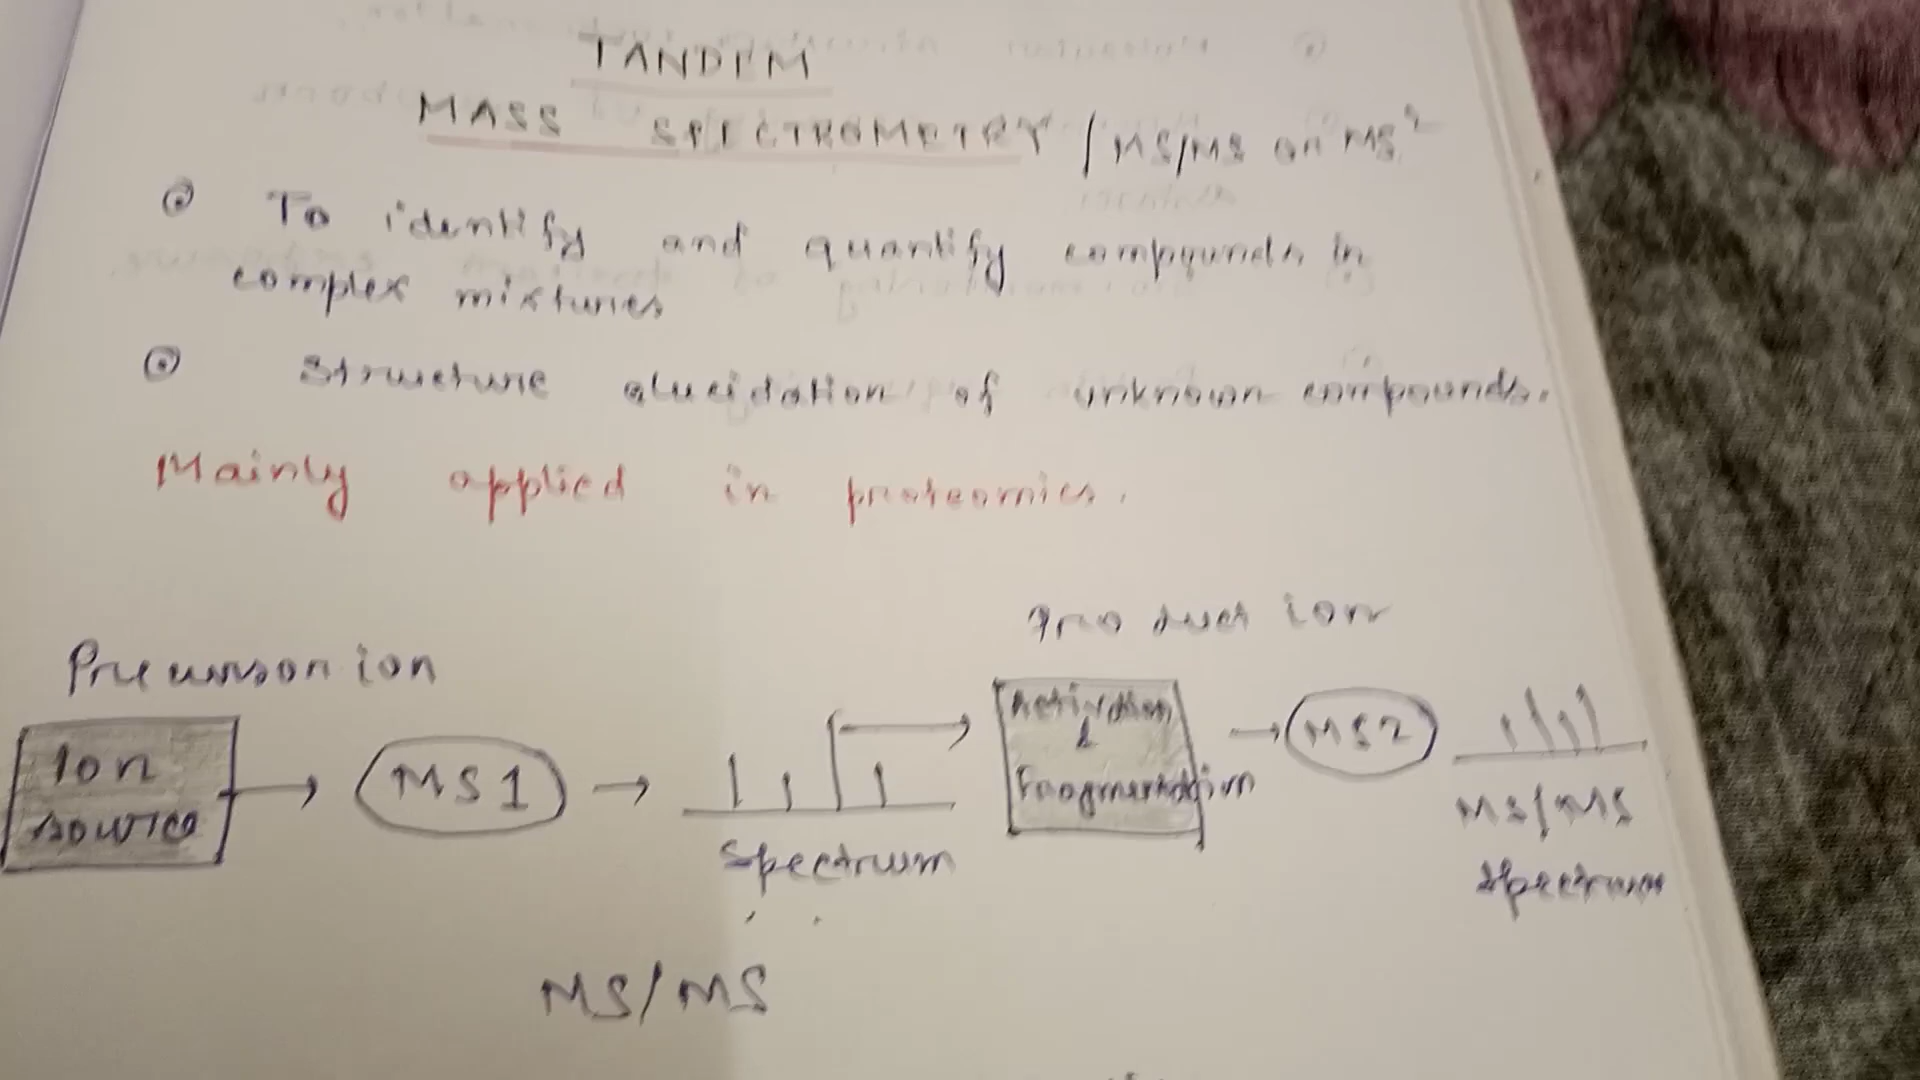 TANDEM
MASS SPECTROMETRY / MS/MS or MS²
To identify and quantify compounds in
complex mixtures
Structure elucidation of unknown compounds.
Mainly applied in proteomics.
Product ion
Precursor ion
Ion
source
MS1
Spectrum
Activation
&
Fragmentation
MS2
MS/MS
spectrum
MS/MS